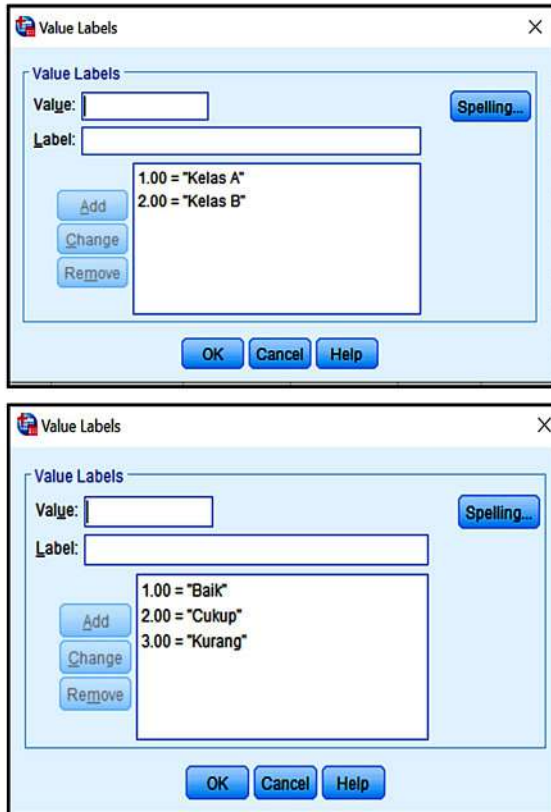 Value Labels
Value Labels
Value:
Spelling...
Label:
1.00 = "Kelas A"
Add
2.00 = "Kelas B"
Change
Remove
OK Cancel Help
Value Labels
Value Labels
Value:
Spelling...
Label:
1.00 = "Baik"
Add
2.00 = "Cukup"
3.00 = "Kurang"
Change
Remove
OK Cancel Help